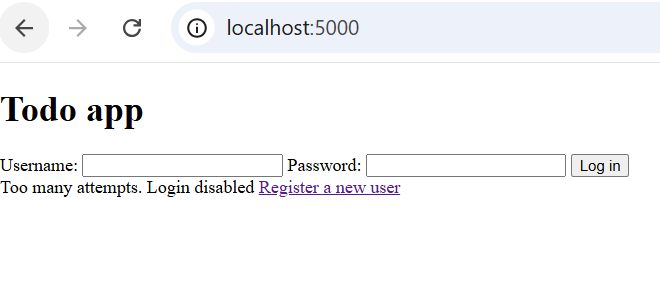 localhost:5000
Todo app
Username: Password: Log in
Too many attempts. Login disabled Register a new user